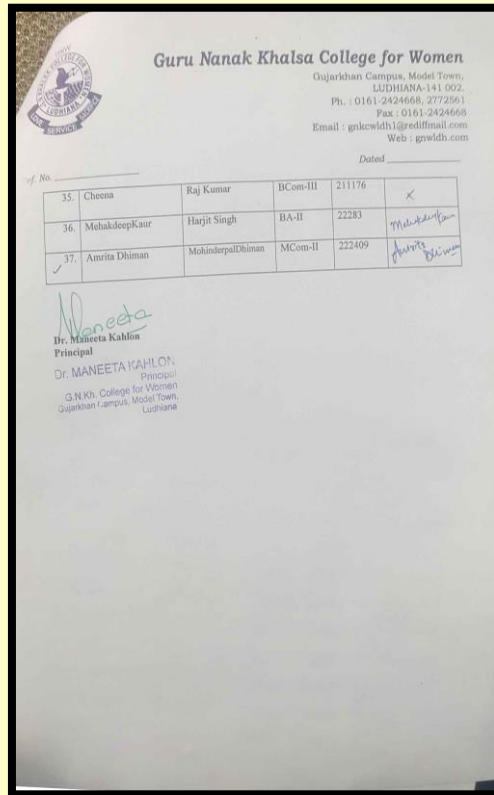 Guru Nanak Khalsa College for Women
Gujarkhan Campus, Model Town,
LUDHIANA-141 002.
Ph. : 0161-2424668, 2772561
Fax : 0161-2424668
Email : gnkcwldh1@rediffmail.com
Web : gnwldh.com
LUDHIANA
SERVICE
Dated
ef. No.
35. Cheena Raj Kumar BCom-III 211176 X
36. MehakdeepKaur Harjit Singh BA-II 22283 Mehakdeep Kaur
37. Amrita Dhiman MohinderpalDhiman MCom-II 222409 Amrita
Dhiman
Maneeta
Dr. Maneeta Kahlon
Principal
Dr. MANEETA KAHLON
Principal
G.N.Kh. College for Women
Gujarkhan Campus, Model Town,
Ludhiana